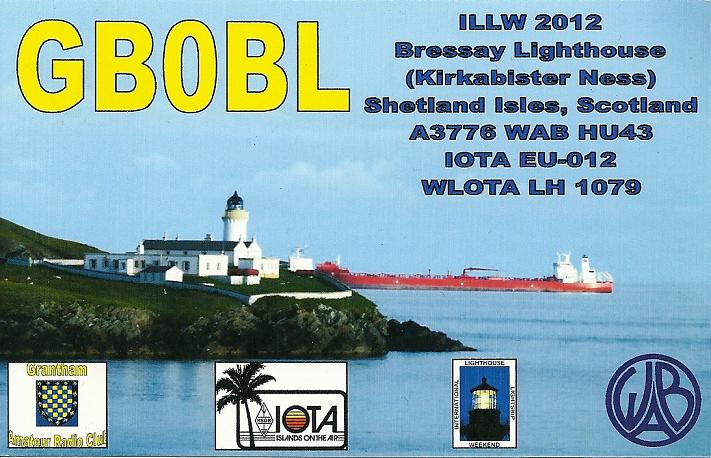 GB0BL
ILLW 2012
Bressay Lighthouse
(Kirkabister Ness)
Shetland Isles, Scotland
A3776 WAB HU43
IOTA EU-012
WLOTA LH 1079
Grantham
Amateur Radio Club
RSGB
IOTA
ISLANDS ON THE AIR
INTERNATIONAL
LIGHTHOUSE
LIGHTSHIP
WEEKEND
WAB